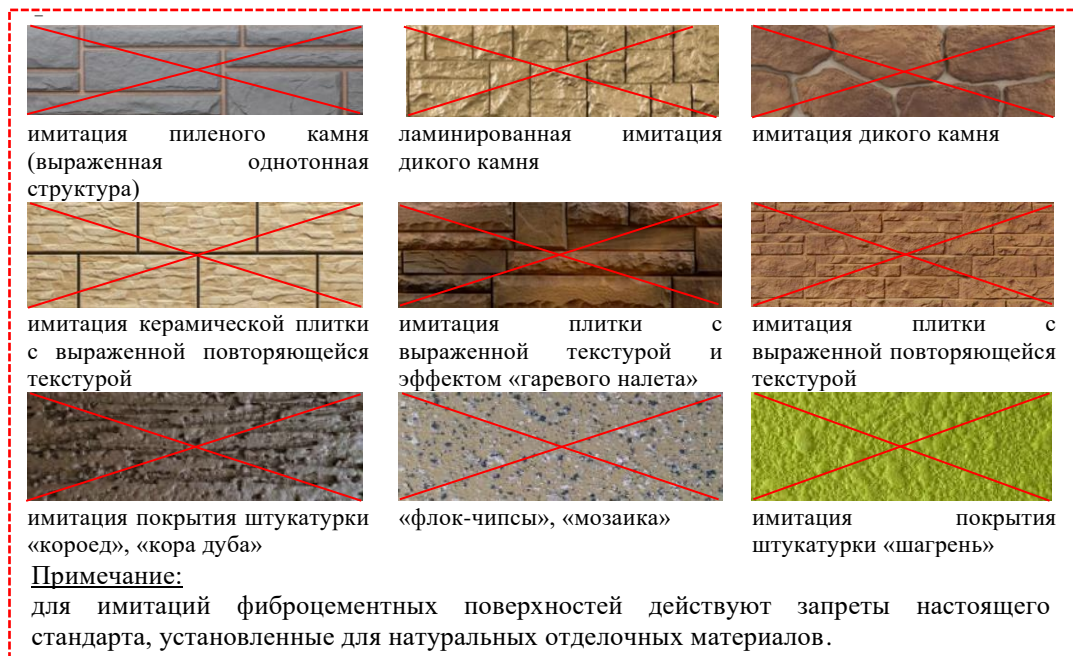 имитация пиленого камня
(выраженная однотонная
структура)
ламинированная имитация
дикого камня
имитация дикого камня
имитация керамической плитки
с выраженной повторяющейся
текстурой
имитация плитки с
выраженной текстурой и
эффектом «гаревого налета»
имитация плитки с
выраженной повторяющейся
текстурой
имитация покрытия штукатурки
«короед», «кора дуба»
«флок-чипсы», «мозаика»
имитация покрытия
штукатурки «шагрень»
Примечание:
для имитаций фиброцементных поверхностей действуют запреты настоящего
стандарта, установленные для натуральных отделочных материалов.